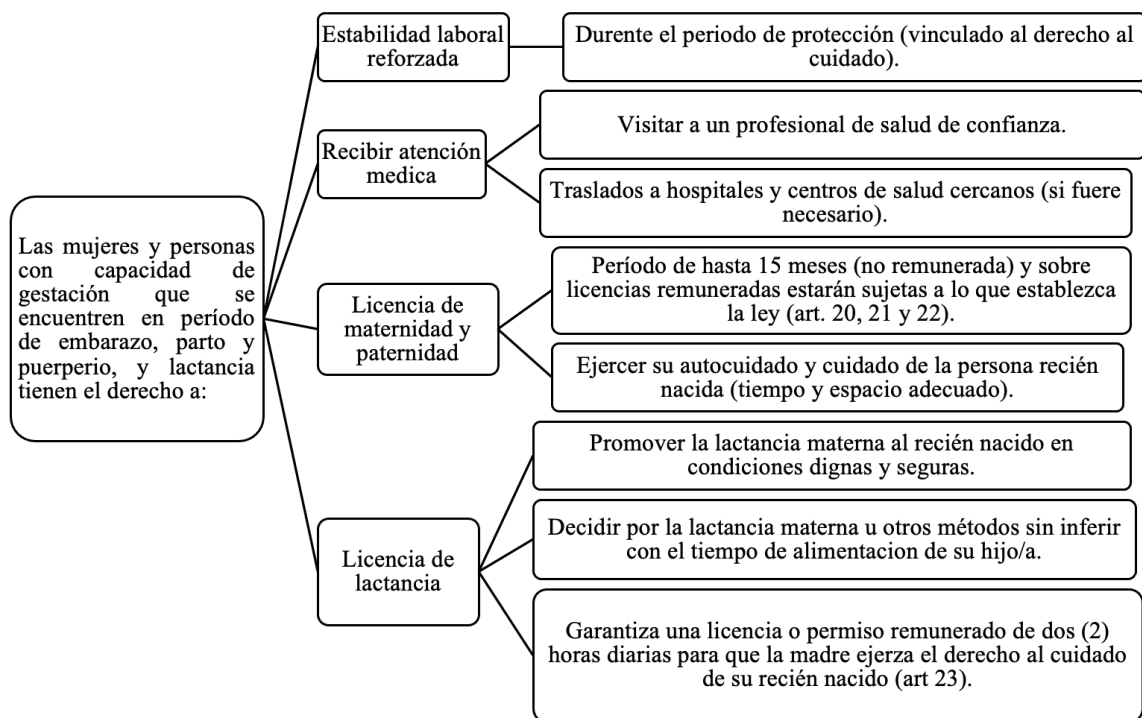 Las mujeres y personas
con capacidad de
gestación que se
encuentren en período
de embarazo, parto y
puerperio, y lactancia
tienen el derecho a:
Estabilidad laboral
reforzada
Durente el periodo de protección (vinculado al derecho al
cuidado).
Recibir atención
medica
Visitar a un profesional de salud de confianza.
Traslados a hospitales y centros de salud cercanos (si fuere
necesario).
Licencia de
maternidad y
paternidad
Período de hasta 15 meses (no remunerada) y sobre
licencias remuneradas estarán sujetas a lo que establezca
la ley (art. 20, 21 y 22).
Ejercer su autocuidado y cuidado de la persona recién
nacida (tiempo y espacio adecuado).
Licencia de
lactancia
Promover la lactancia materna al recién nacido en
condiciones dignas y seguras.
Decidir por la lactancia materna u otros métodos sin inferir
con el tiempo de alimentacion de su hijo/a.
Garantiza una licencia o permiso remunerado de dos (2)
horas diarias para que la madre ejerza el derecho al cuidado
de su recién nacido (art 23).